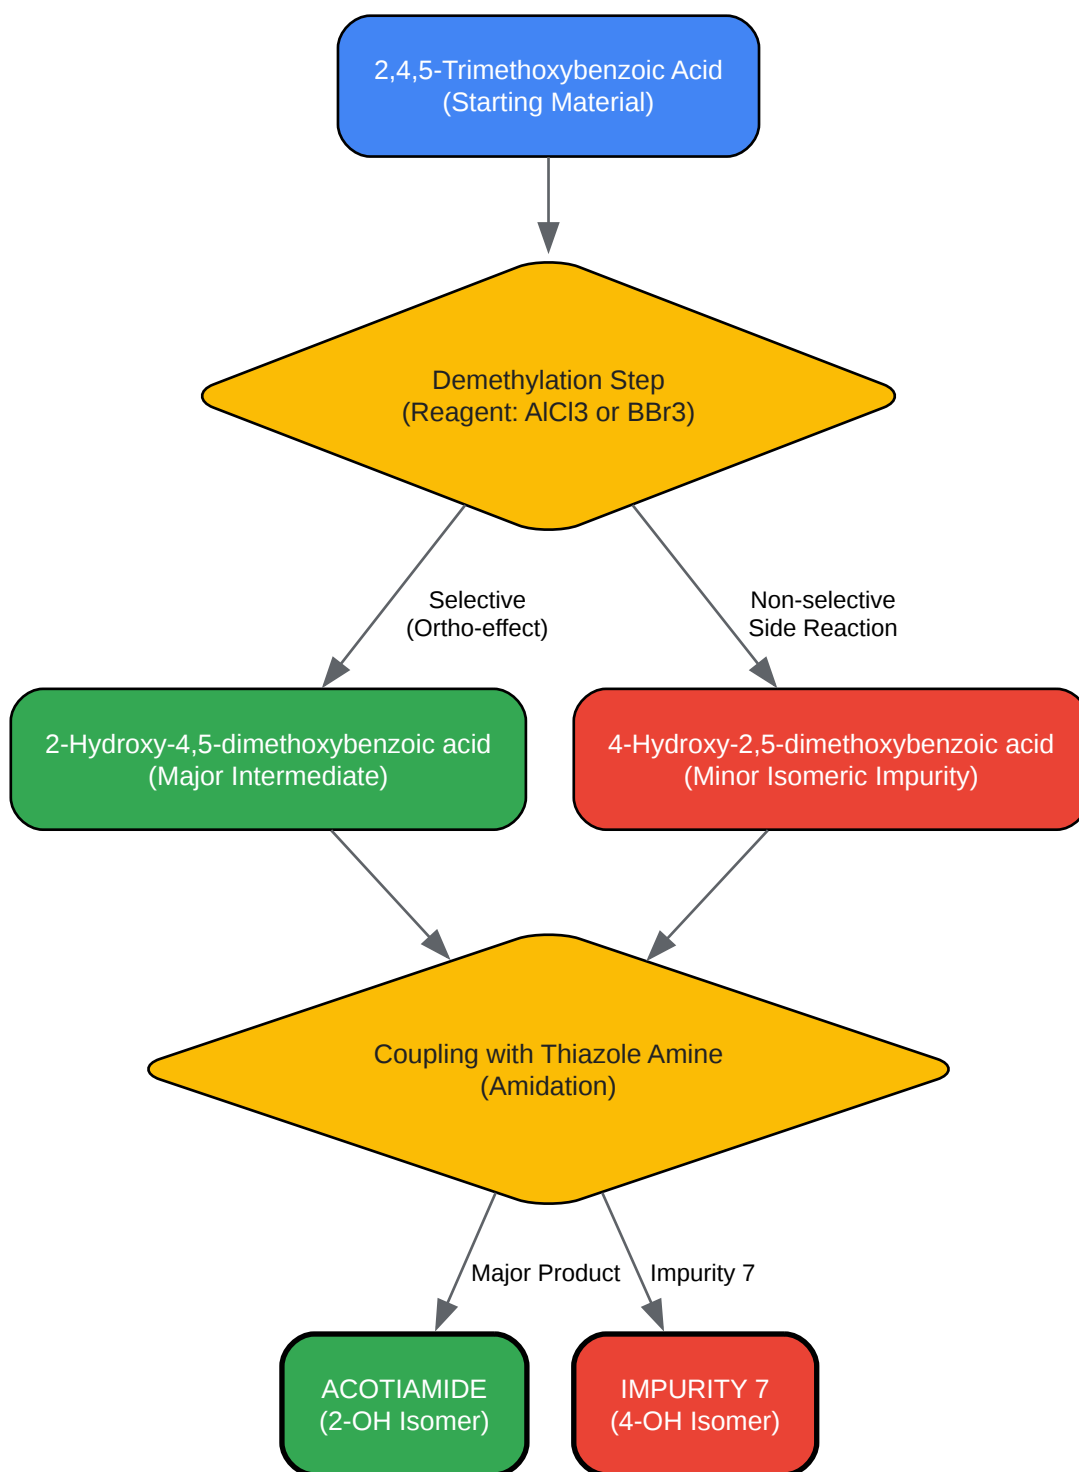 2,4,5-Trimethoxybenzoic Acid
(Starting Material)
Demethylation Step
(Reagent: AlCl3 or BBr3)
Selective
(Ortho-effect)
Non-selective
Side Reaction
2-Hydroxy-4,5-dimethoxybenzoic acid
(Major Intermediate)
4-Hydroxy-2,5-dimethoxybenzoic acid
(Minor Isomeric Impurity)
Coupling with Thiazole Amine
(Amidation)
Major Product
Impurity 7
ACOTIAMIDE
(2-OH Isomer)
IMPURITY 7
(4-OH Isomer)